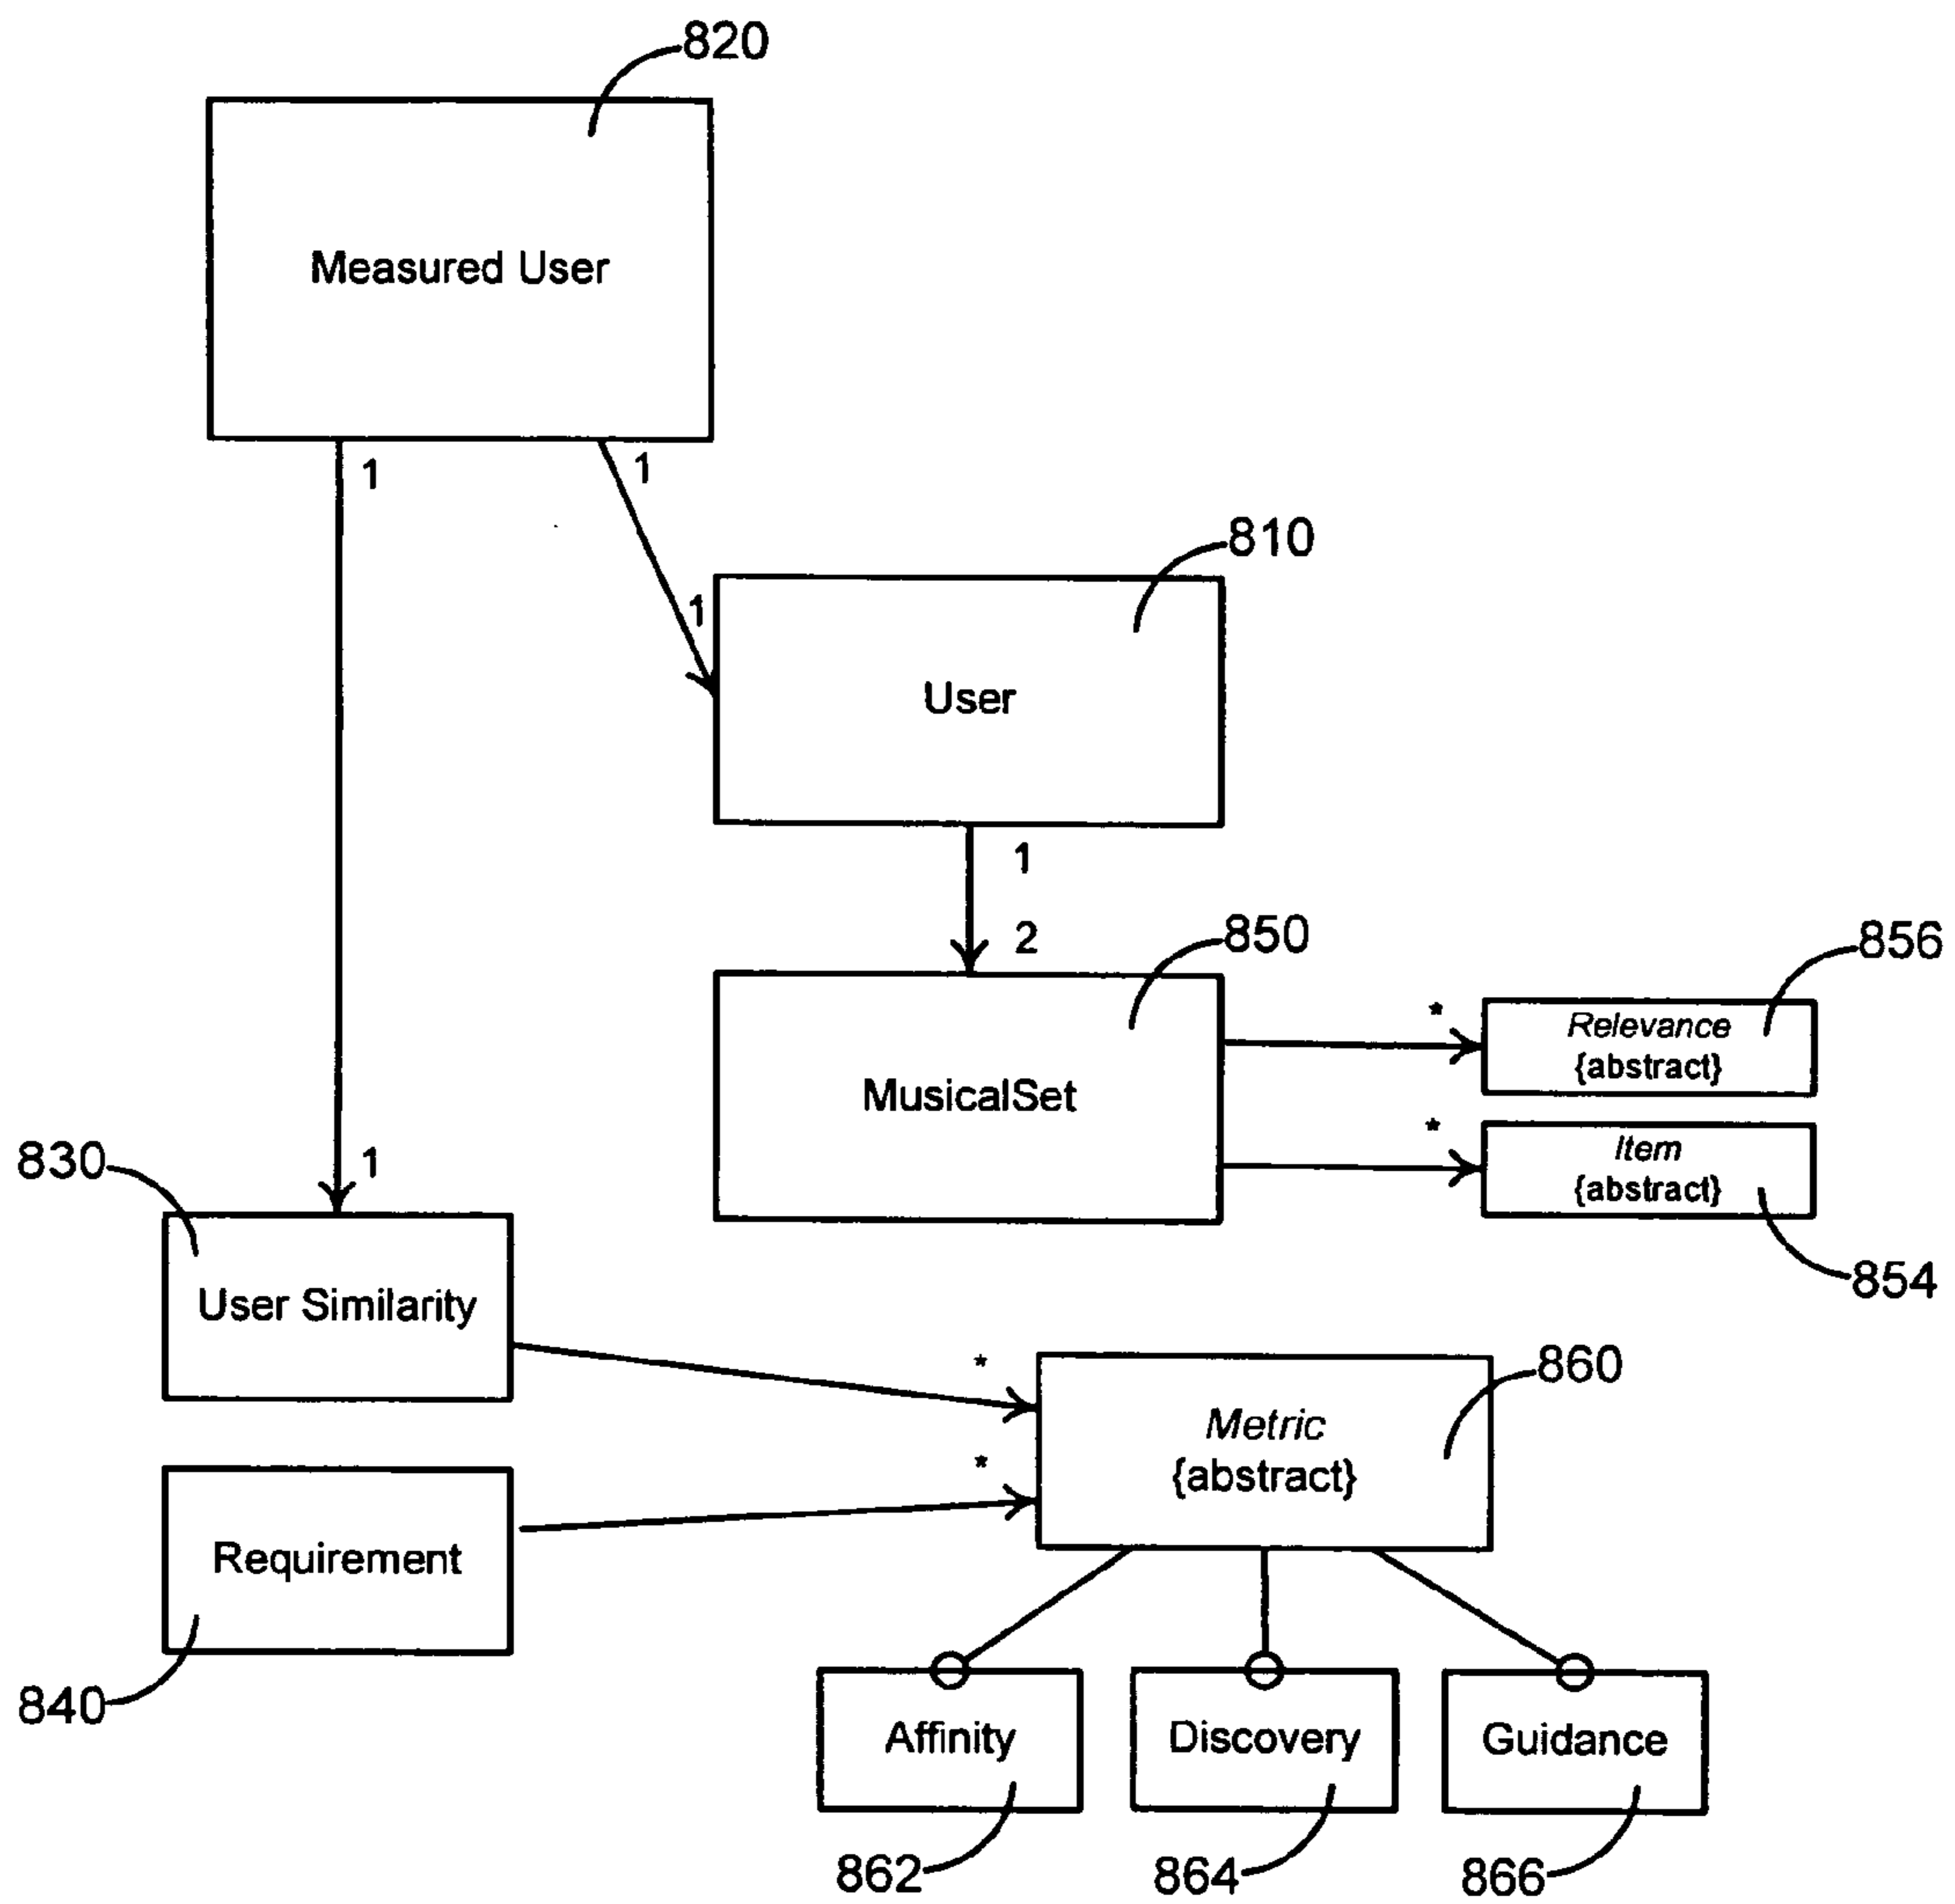 820
Measured User
1
1
810
1
User
1
2
850
856
*
Relevance
{abstract}
MusicalSet
*
Item
{abstract}
854
830
1
User Similarity
*
860
Metric
{abstract}
*
Requirement
840
Affinity
Discovery
Guidance
862
864
866